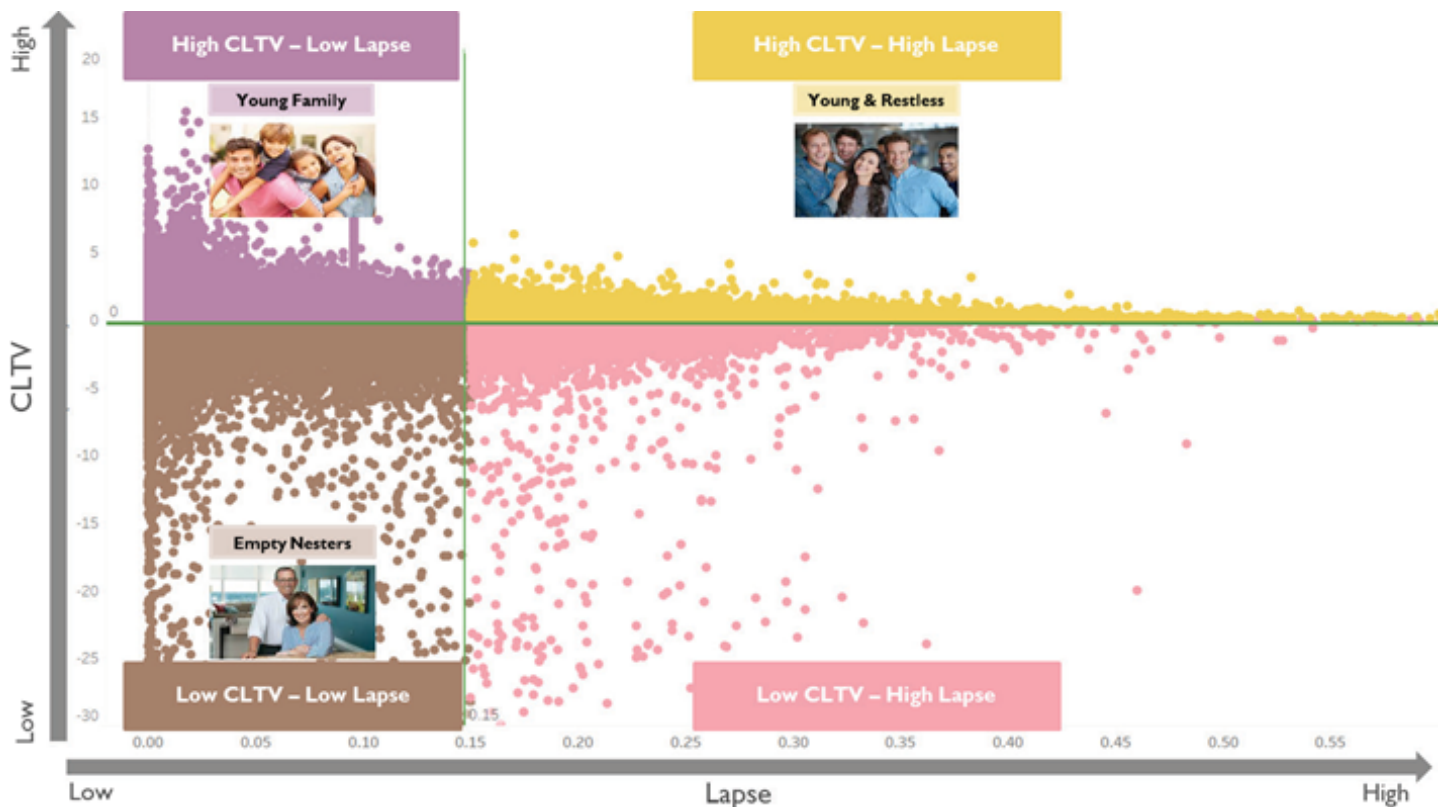 High
High CLTV – Low Lapse
High CLTV – High Lapse
Young Family
Young & Restless
20
15
10
5
0
0
-5
-10
-15
-20
-25
-30
CLTV
Empty Nesters
Low CLTV – Low Lapse
Low CLTV – High Lapse
Low
0.15
0.00 0.05 0.10 0.15 0.20 0.25 0.30 0.35 0.40 0.45 0.50 0.55
Low Lapse High